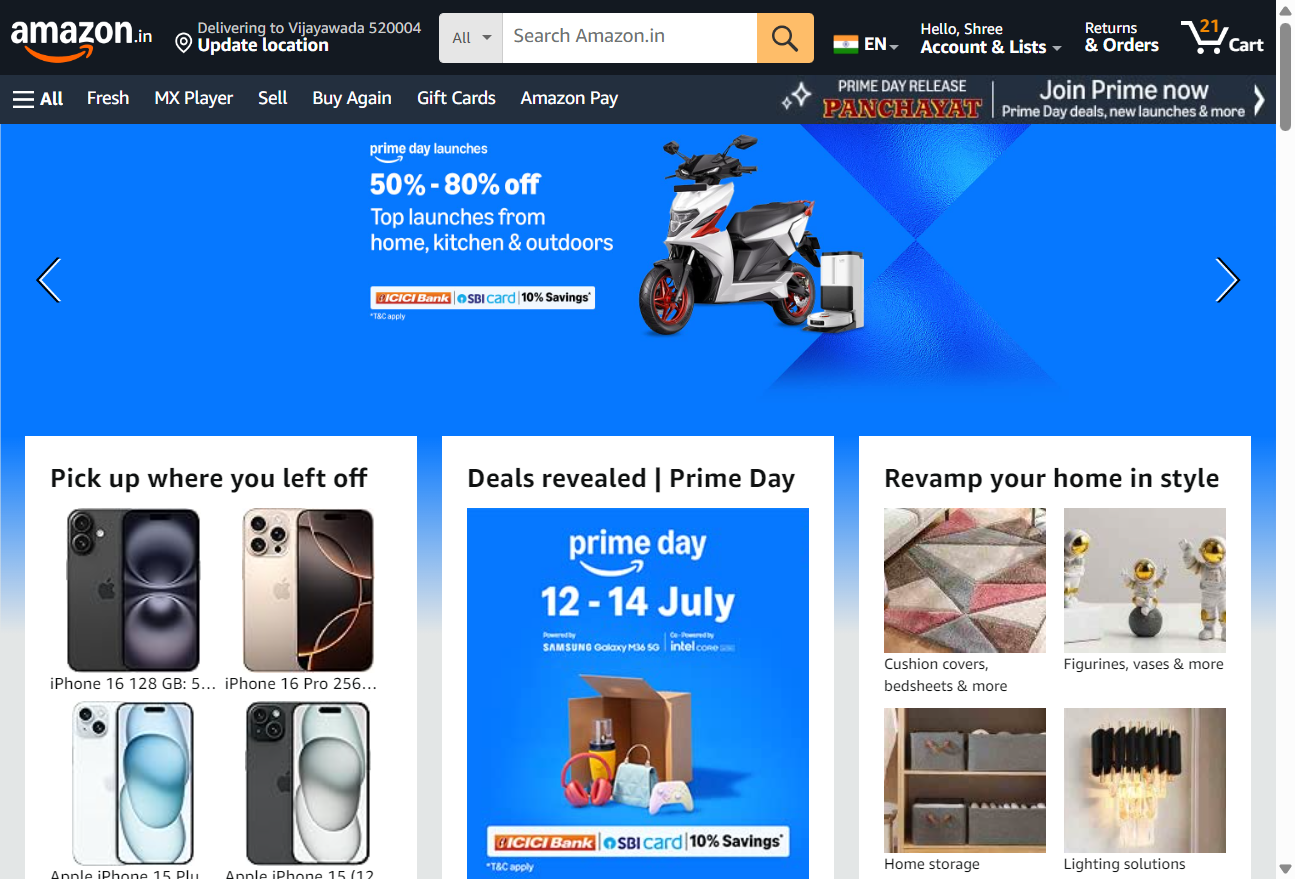 amazon.in
Delivering to Vijayawada 520004
Update location
All
Search Amazon.in
EN
Hello, Shree
Account & Lists
Returns
& Orders
21
Cart
All
Fresh
MX Player
Sell
Buy Again
Gift Cards
Amazon Pay
PRIME DAY RELEASE
PANCHAYAT
Join Prime now
Prime Day deals, new launches & more
prime day launches
50% - 80% off
Top launches from
home, kitchen & outdoors
ICICI Bank | SBI card | 10% Savings*
*T&C apply
Pick up where you left off
iPhone 16 128 GB: 5...
iPhone 16 Pro 256...
Apple iPhone 15 Plu
Apple iPhone 15 (12
Deals revealed | Prime Day
prime day
12 - 14 July
Powered by
SAMSUNG Galaxy M36 5G
Co-Powered by
intel CORE
ICICI Bank | SBI card | 10% Savings*
*T&C apply
Revamp your home in style
Cushion covers,
bedsheets & more
Figurines, vases & more
Home storage
Lighting solutions